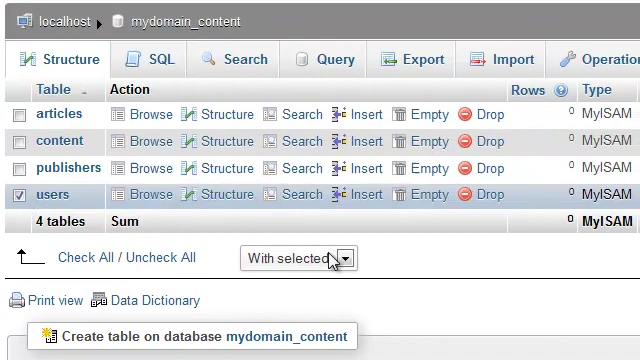 localhost mydomain_content
Structure SQL Search Query Export Import Operation
Table Action Rows Type
articles Browse Structure Search Insert Empty Drop 0 MyISAM
content Browse Structure Search Insert Empty Drop 0 MyISAM
publishers Browse Structure Search Insert Empty Drop 0 MyISAM
users Browse Structure Search Insert Empty Drop 0 MyISAM
4 tables Sum 0 MyISAM
Check All / Uncheck All With selected
Print view Data Dictionary
Create table on database mydomain_content